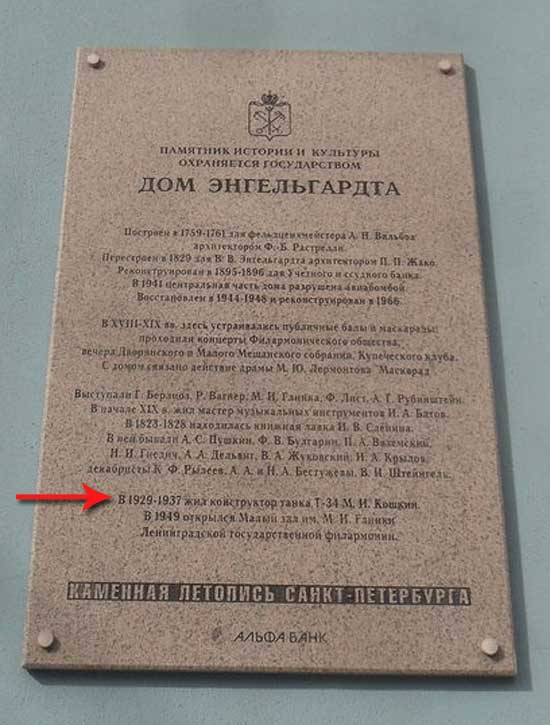 ПАМЯТНИК ИСТОРИИ И КУЛЬТУРЫ
ОХРАНЯЕТСЯ ГОСУДАРСТВОМ
ДОМ ЭНГЕЛЬГАРДТА
Построен в 1759-1761 для фельдцехмейстера А. Н. Вильбоа
архитектором Ф.-Б. Растрелли.
Перестроен в 1829 для В. В. Энгельгардта архитектором П. П. Жако.
Реконструирован в 1895-1896 для Учетного и ссудного банка.
В 1941 центральная часть дома разрушена авиабомбой.
Восстановлен в 1944-1948 и реконструирован в 1966.
В XVIII-XIX вв. здесь устраивались публичные балы и маскарады;
проходили концерты Филармонического общества,
вечера Дворянского и Малого Мещанского собраний, Купеческого клуба.
С домом связано действие драмы М. Ю. Лермонтова "Маскарад"
Выступали Г. Берлиоз, Р. Вагнер, М. И. Глинка, Ф. Лист, А. Г. Рубинштейн.
В начале XIX в. жил мастер музыкальных инструментов И. А. Батов.
В 1823-1828 находилась книжная лавка И. В. Слёнина.
В ней бывали А. С. Пушкин, Ф. В. Булгарин, П. А. Вяземский,
Н. И. Гнедич, А. А. Дельвиг, В. А. Жуковский, И. А. Крылов,
декабристы К. Ф. Рылеев, А. А. и Н. А. Бестужевы, В. И. Штейнгель.
В 1929-1937 жил конструктор танка Т-34 М. И. Кошкин.
В 1949 открылся Малый зал им. М. И. Глинки
Ленинградской государственной филармонии.
КАМЕННАЯ ЛЕТОПИСЬ САНКТ-ПЕТЕРБУРГА
АЛЬФА БАНК